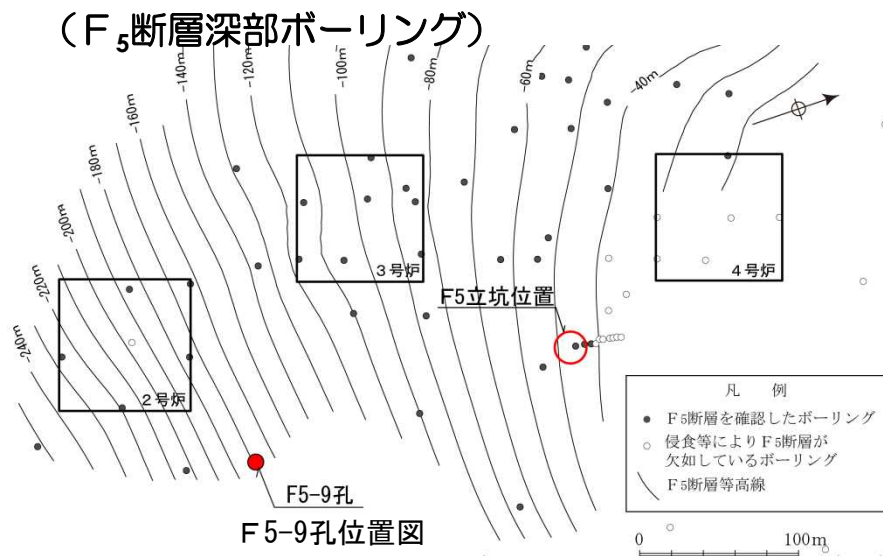 (F5断層深部ボーリング)
-140m
-120m
-100m
-80m
-60m
-40m
-160m
-180m
-200m
-220m
-240m
3号炉
4号炉
F5立坑位置
2号炉
凡 例
F5断層を確認したボーリング
侵食等によりF5断層が
欠如しているボーリング
F5断層等高線
F5-9孔
F5-9孔位置図
0 100m